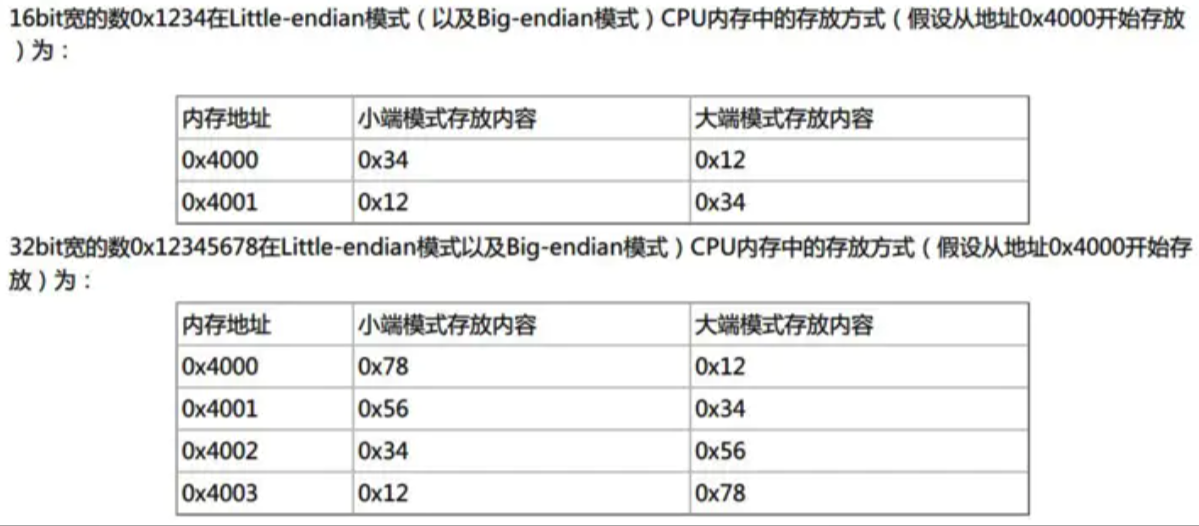 16bit宽的数0x1234在Little-endian模式（以及Big-endian模式）CPU内存中的存放方式（假设从地址0x4000开始存放
）为：
内存地址 小端模式存放内容 大端模式存放内容
0x4000 0x34 0x12
0x4001 0x12 0x34
32bit宽的数0x12345678在Little-endian模式以及Big-endian模式）CPU内存中的存放方式（假设从地址0x4000开始存
放）为：
内存地址 小端模式存放内容 大端模式存放内容
0x4000 0x78 0x12
0x4001 0x56 0x34
0x4002 0x34 0x56
0x4003 0x12 0x78